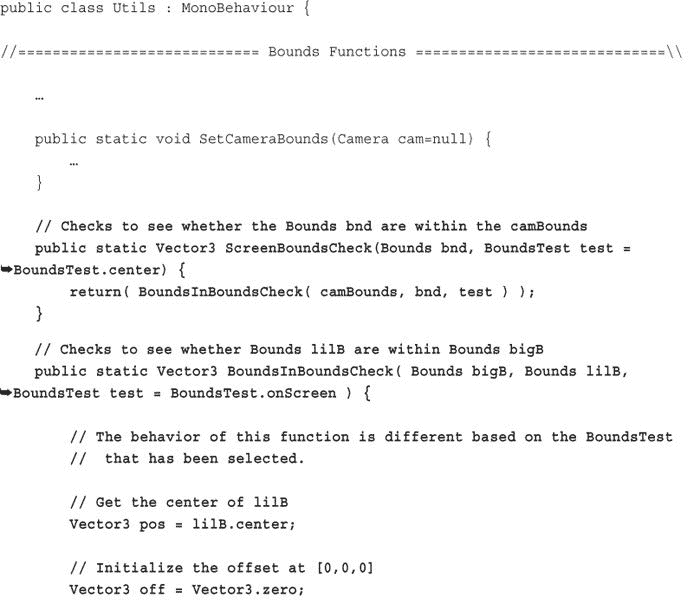 public class Utils : MonoBehaviour {
//============================ Bounds Functions =============================\\
…
public static void SetCameraBounds(Camera cam=null) {
…
}
// Checks to see whether the Bounds bnd are within the camBounds
public static Vector3 ScreenBoundsCheck(Bounds bnd, BoundsTest test =
➥BoundsTest.center) {
return( BoundsInBoundsCheck( camBounds, bnd, test ) );
}
// Checks to see whether Bounds lilB are within Bounds bigB
public static Vector3 BoundsInBoundsCheck( Bounds bigB, Bounds lilB,
➥BoundsTest test = BoundsTest.onScreen ) {
// The behavior of this function is different based on the BoundsTest
//  that has been selected.
// Get the center of lilB
Vector3 pos = lilB.center;
// Initialize the offset at [0,0,0]
Vector3 off = Vector3.zero;